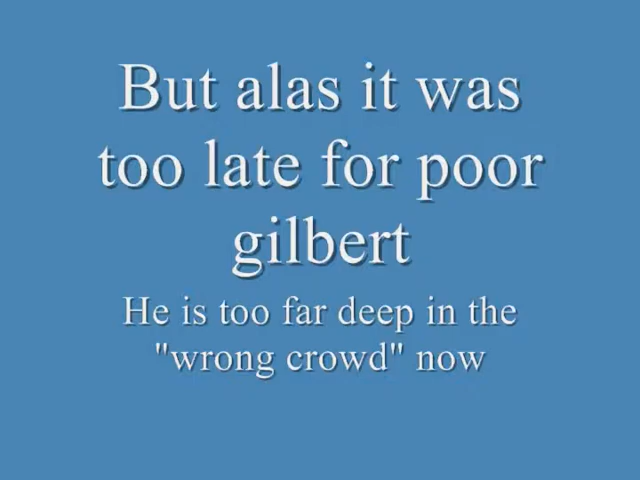 But alas it was
too late for poor
gilbert
He is too far deep in the
"wrong crowd" now